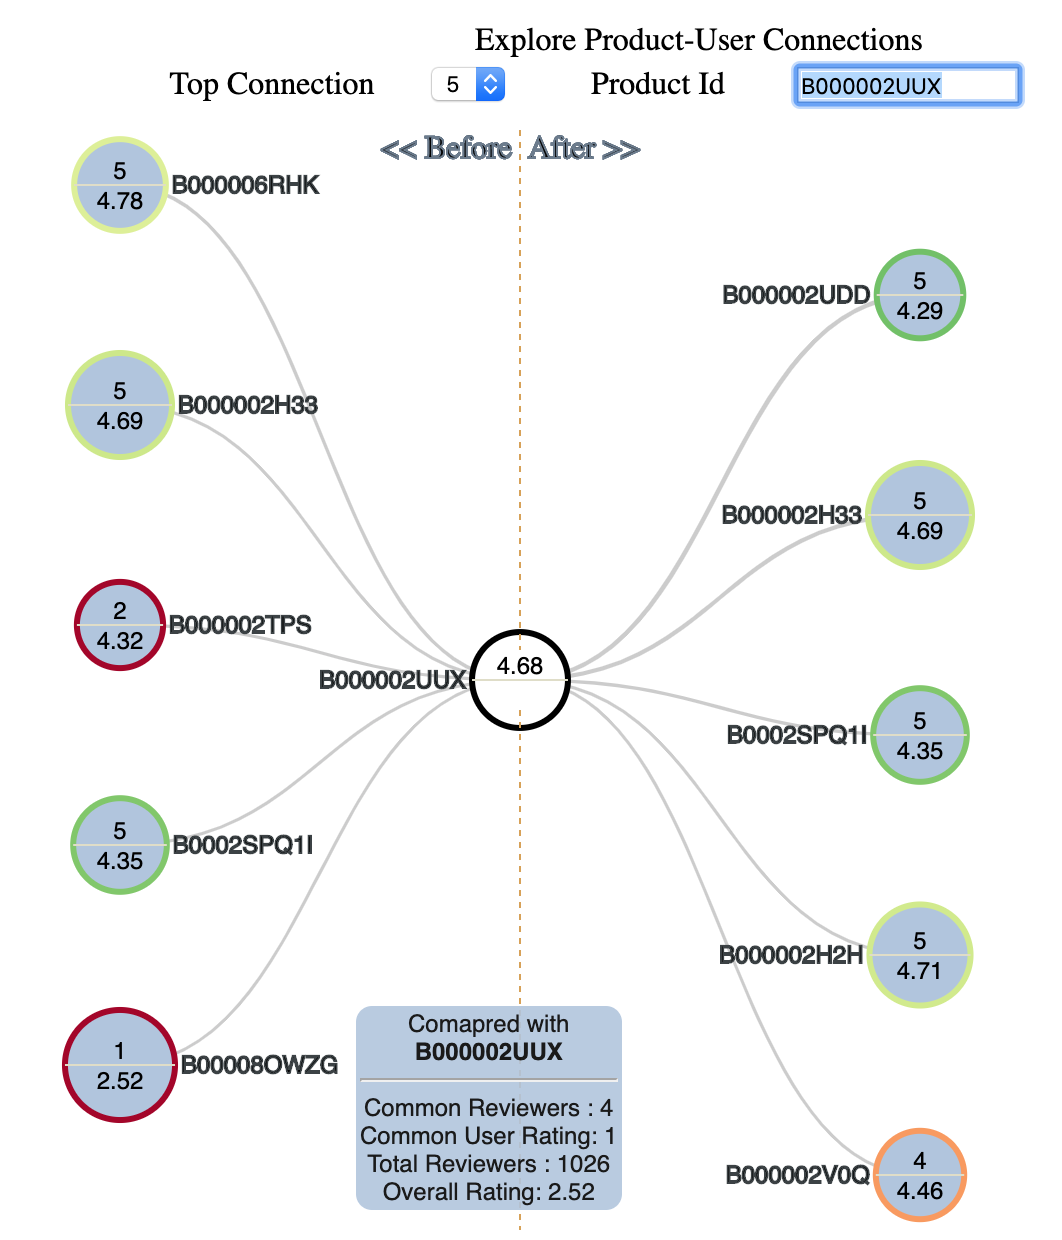 Explore Product-User Connections
Top Connection 5 Product Id B000002UUX
<< Before After >>
5
4.78
B000006RHK
5
4.29
B000002UDD
5
4.69
B000002H33
5
4.69
B000002H33
2
4.32
B000002TPS
4.68
B000002UUX
5
4.35
B0002SPQ1I
5
4.35
B0002SPQ1I
5
4.71
B000002H2H
1
2.52
B00008OWZG
4
4.46
B000002V0Q
Comapred with
B000002UUX
Common Reviewers : 4
Common User Rating: 1
Total Reviewers : 1026
Overall Rating: 2.52